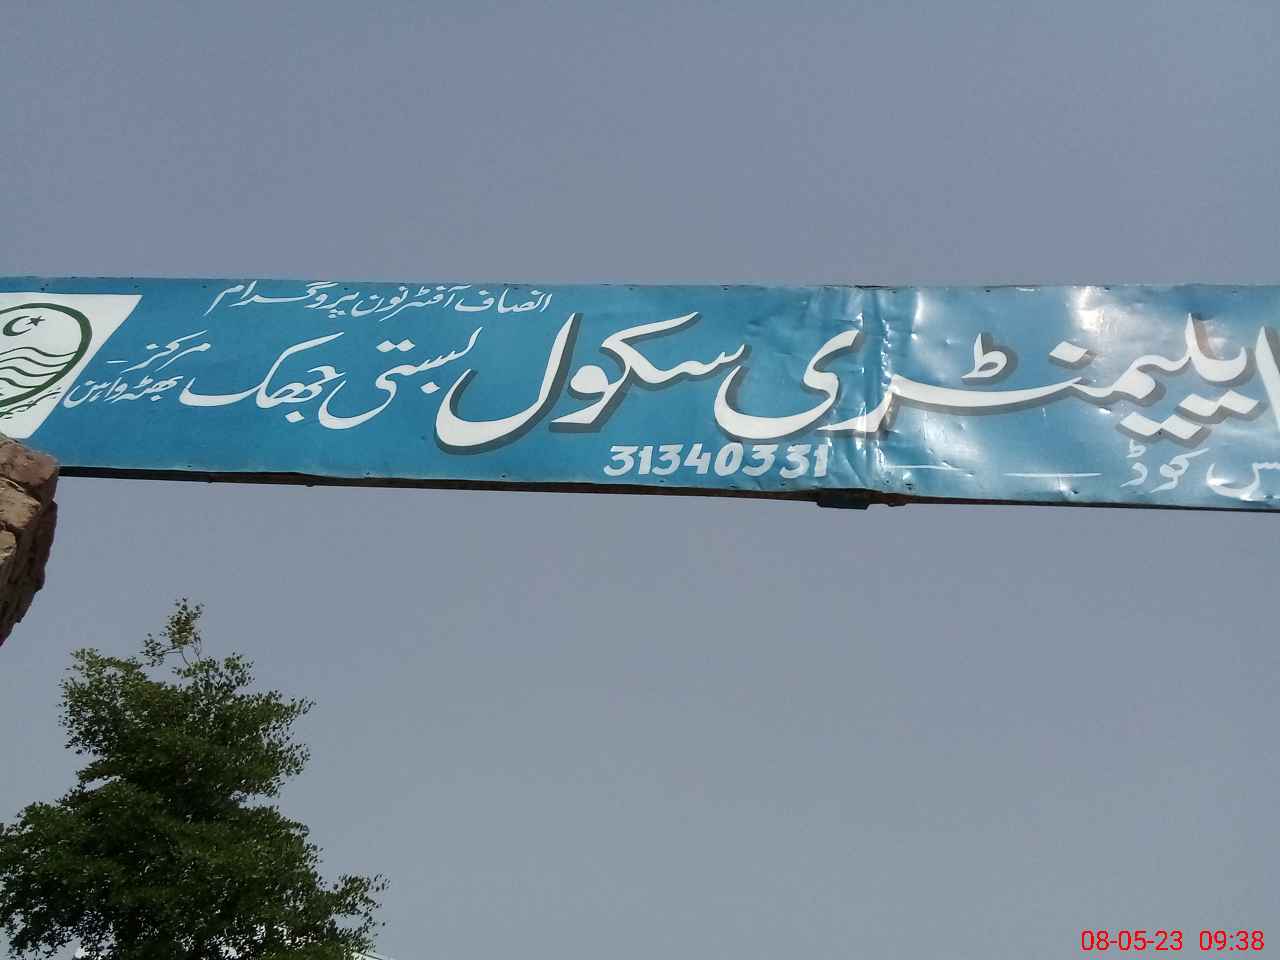 انصاف آفٹرنون پروگرام
ایلیمنٹری سکول بستی جھک مرکز۔
بھٹہ واہن
س کوڈ
31340331
08-05-23 09:38